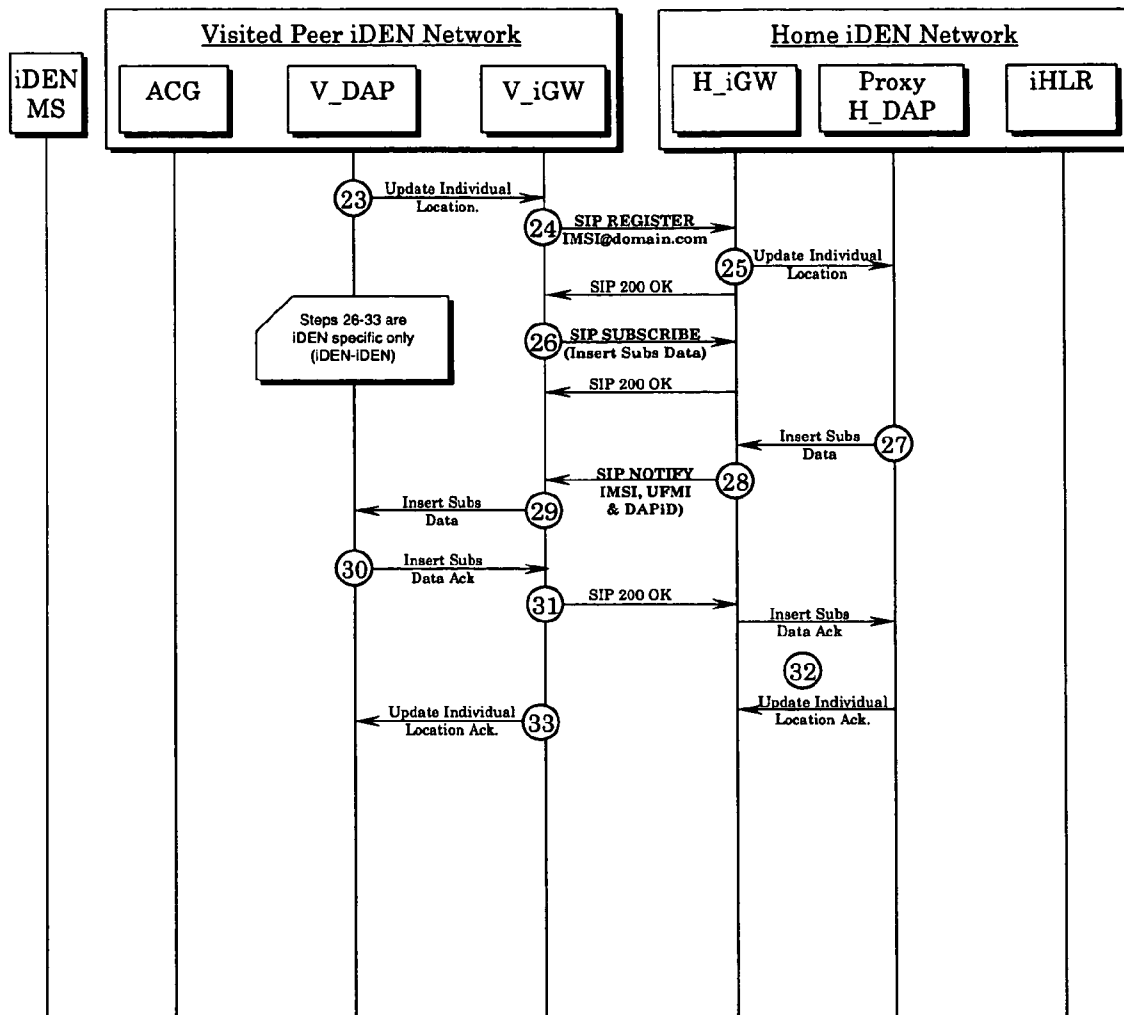 Visited Peer iDEN Network
Home iDEN Network
iDEN
MS
ACG
V_DAP
V_iGW
H_iGW
Proxy
H_DAP
iHLR
23
Update Individual
Location.
24
SIP REGISTER
IMSI@domain.com
25
Update Individual
Location
SIP 200 OK
Steps 26-33 are
iDEN specific only
(iDEN-iDEN)
26
SIP SUBSCRIBE
(Insert Subs Data)
SIP 200 OK
Insert Subs
Data
27
SIP NOTIFY
IMSI, UFMI
& DAPiD)
28
Insert Subs
Data
29
30
Insert Subs
Data Ack
31
SIP 200 OK
Insert Subs
Data Ack
32
Update Individual
Location Ack.
Update Individual
Location Ack.
33